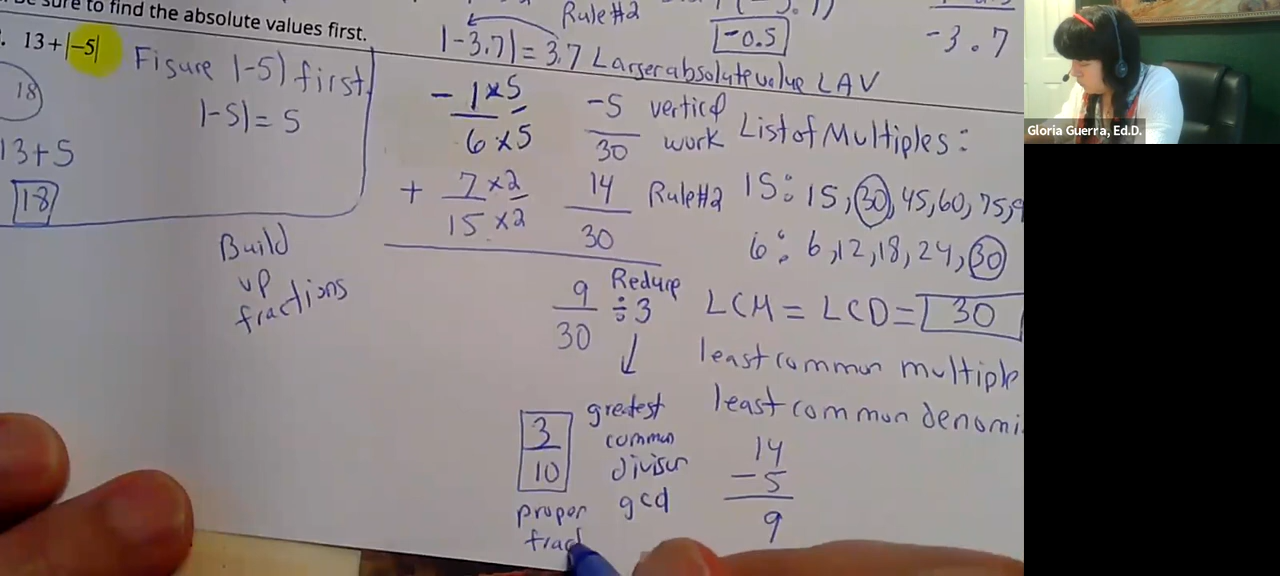 be sure to find the absolute values first.
13 + |-5|
18
13+5
18
Figure |-5| first
|-5| = 5
Rule #2
|-3.7| = 3.7 Larger absolute value LAV
-0.5
-3.7
- 1 ×5
6 ×5
-5
30
vertical
work
+ 7 ×2
15 ×2
14
30
Rule #2
9
30
Reduce
÷3
3
10
greatest
common
divisor
gcd
proper
fract
Build
up
fractions
List of Multiples:
15: 15, 30, 45, 60, 75,
6: 6, 12, 18, 24, 30
LCM = LCD = 30
least common multiple
least common denomi
14
- 5
9
Gloria Guerra, Ed.D.